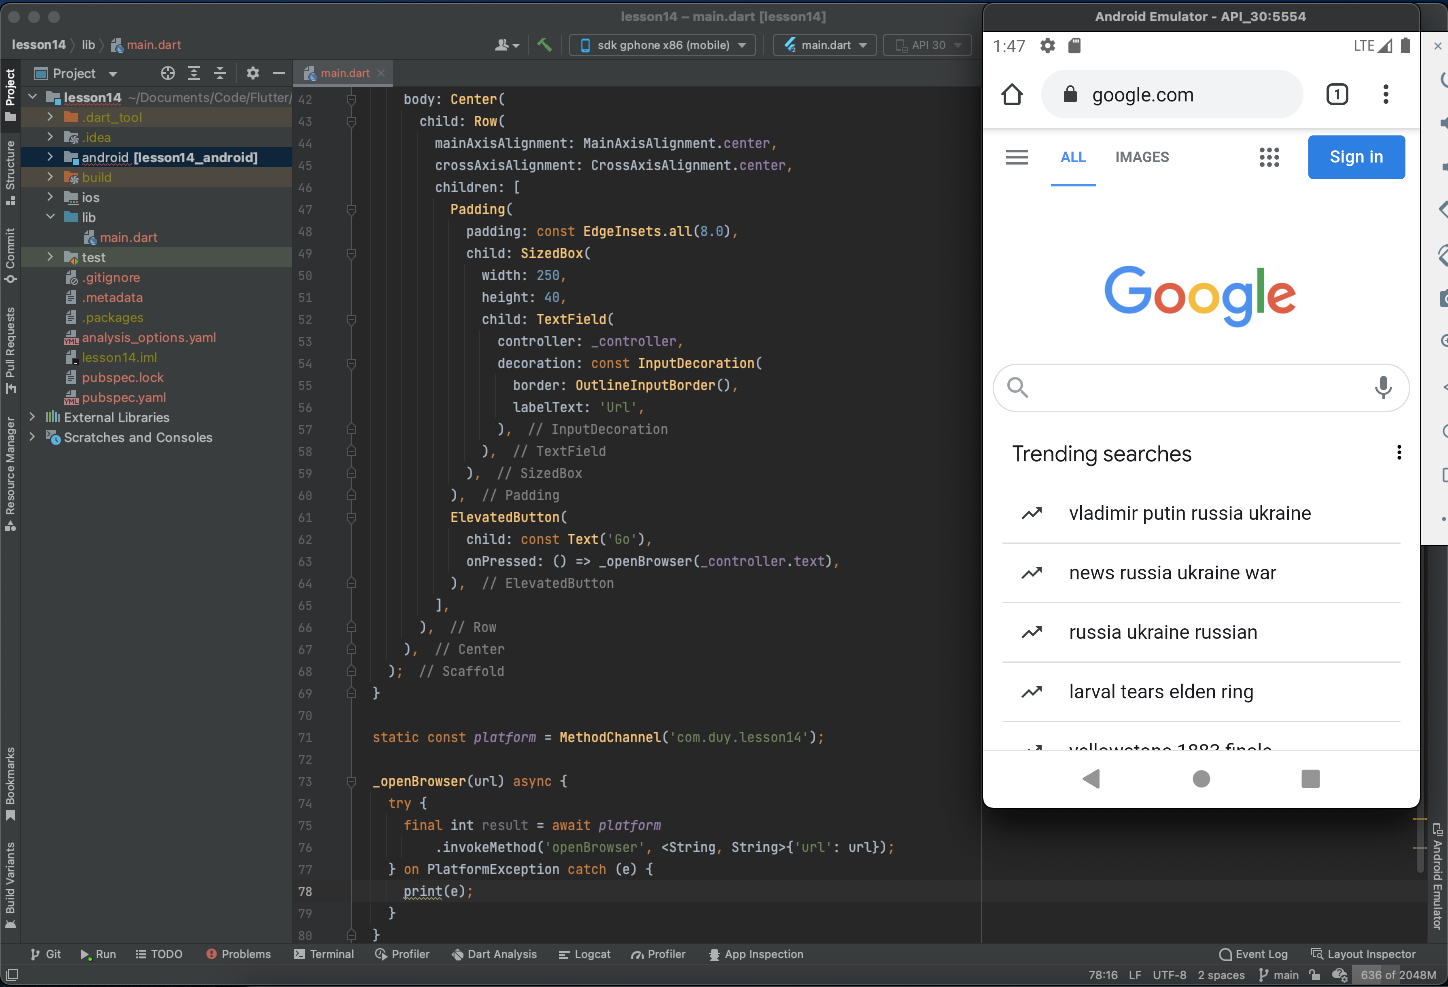 lesson14 – main.dart [lesson14]
lesson14
lib
main.dart
sdk gphone x86 (mobile)
main.dart
API 30
Project
main.dart
Project
Structure
Commit
Pull Requests
Resource Manager
Bookmarks
Build Variants
lesson14 ~/Documents/Code/Flutter/
.dart_tool
.idea
android [lesson14_android]
build
ios
lib
main.dart
test
.gitignore
.metadata
.packages
analysis_options.yaml
lesson14.iml
pubspec.lock
pubspec.yaml
External Libraries
Scratches and Consoles
42 body: Center(
43 child: Row(
44 mainAxisAlignment: MainAxisAlignment.center,
45 crossAxisAlignment: CrossAxisAlignment.center,
46 children: [
47 Padding(
48 padding: const EdgeInsets.all(8.0),
49 child: SizedBox(
50 width: 250,
51 height: 40,
52 child: TextField(
53 controller: _controller,
54 decoration: const InputDecoration(
55 border: OutlineInputBorder(),
56 labelText: 'Url',
57 ), // InputDecoration
58 ), // TextField
59 ), // SizedBox
60 ), // Padding
61 ElevatedButton(
62 child: const Text('Go'),
63 onPressed: () => _openBrowser(_controller.text),
64 ), // ElevatedButton
65 ],
66 ), // Row
67 ), // Center
68 ); // Scaffold
69 }
70
71 static const platform = MethodChannel('com.duy.lesson14');
72
73 _openBrowser(url) async {
74 try {
75 final int result = await platform
76 .invokeMethod('openBrowser', <String, String>{'url': url});
77 } on PlatformException catch (e) {
78 print(e);
79 }
80 }
Android Emulator - API_30:5554
1:47
LTE
google.com
1
ALL
IMAGES
Sign in
Google
Trending searches
vladimir putin russia ukraine
news russia ukraine war
russia ukraine russian
larval tears elden ring
yellowstone 1883 finale
Android Emulator
Git
Run
TODO
Problems
Terminal
Profiler
Dart Analysis
Logcat
Profiler
App Inspection
Event Log
Layout Inspector
78:16
LF
UTF-8
2 spaces
main
636 of 2048M